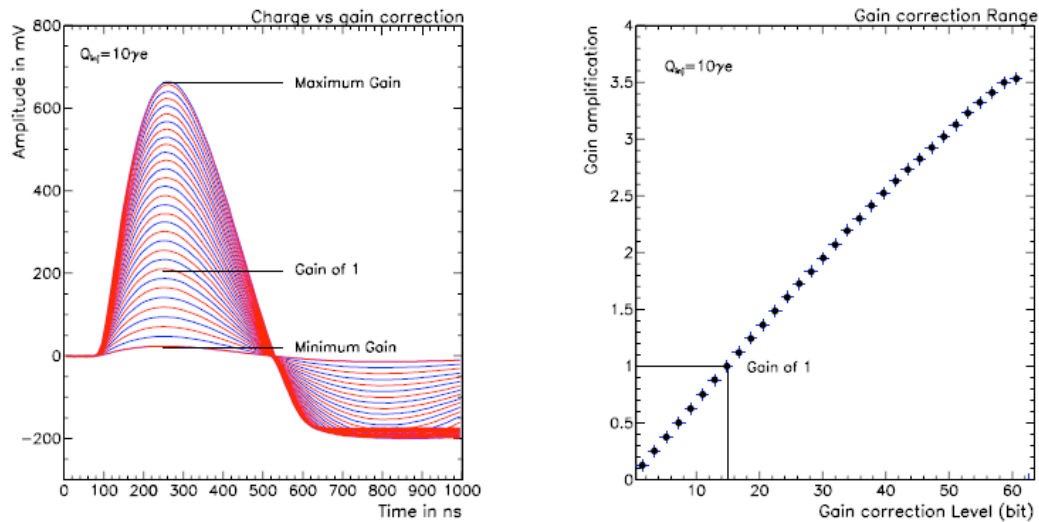 Charge vs gain correction
Amplitude in mV
800
600
400
200
0
−200
Q_inj=10γe
Maximum Gain
Gain of 1
Minimum Gain
0 100 200 300 400 500 600 700 800 900 1000
Time in ns
Gain correction Range
Gain amplification
4
3.5
3
2.5
2
1.5
1
0.5
0
Q_inj=10γe
Gain of 1
10 20 30 40 50 60
Gain correction Level (bit)